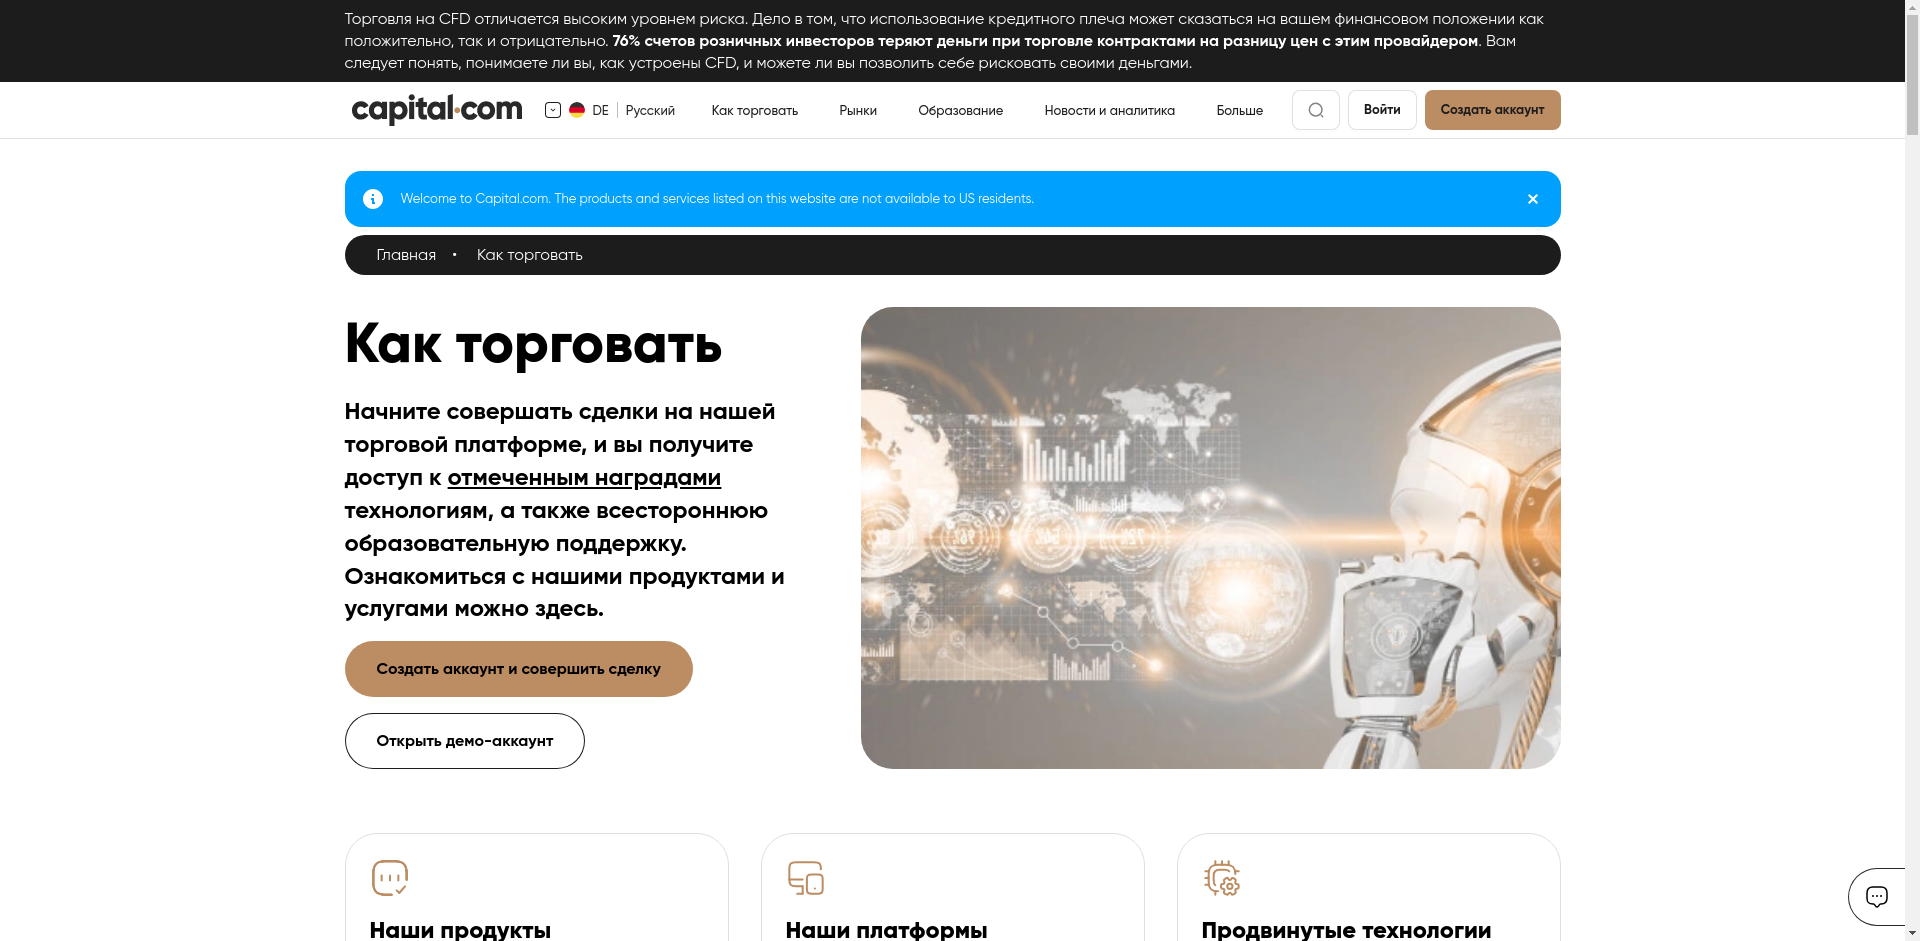 Торговля на CFD отличается высоким уровнем риска. Дело в том, что использование кредитного плеча может сказаться на вашем финансовом положении как
положительно, так и отрицательно. 76% счетов розничных инвесторов теряют деньги при торговле контрактами на разницу цен с этим провайдером. Вам
следует понять, понимаете ли вы, как устроены CFD, и можете ли вы позволить себе рисковать своими деньгами.
capital.com
DE
Русский
Как торговать
Рынки
Образование
Новости и аналитика
Больше
Войти
Создать аккаунт
Welcome to Capital.com. The products and services listed on this website are not available to US residents.
Главная • Как торговать
Как торговать
Начните совершать сделки на нашей
торговой платформе, и вы получите
доступ к отмеченным наградами
технологиям, а также всестороннюю
образовательную поддержку.
Ознакомиться с нашими продуктами и
услугами можно здесь.
Создать аккаунт и совершить сделку
Открыть демо-аккаунт
Наши продукты
Наши платформы
Продвинутые технологии